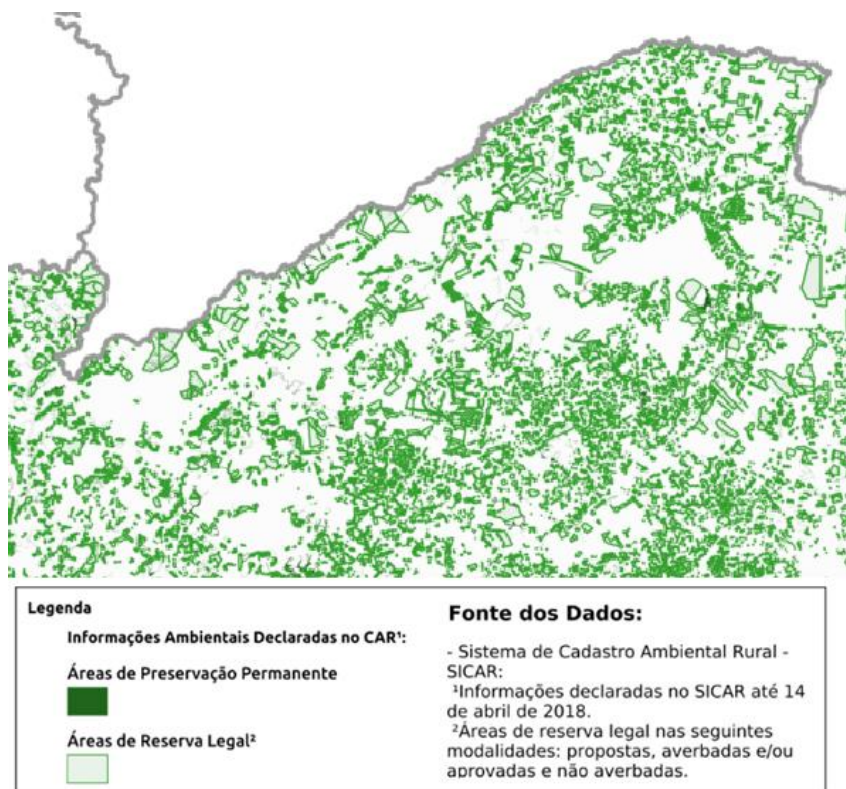 Legenda
Informações Ambientais Declaradas no CAR¹:
Áreas de Preservação Permanente
Áreas de Reserva Legal²
Fonte dos Dados:
- Sistema de Cadastro Ambiental Rural -
SICAR:
¹Informações declaradas no SICAR até 14
de abril de 2018.
²Áreas de reserva legal nas seguintes
modalidades: propostas, averbadas e/ou
aprovadas e não averbadas.